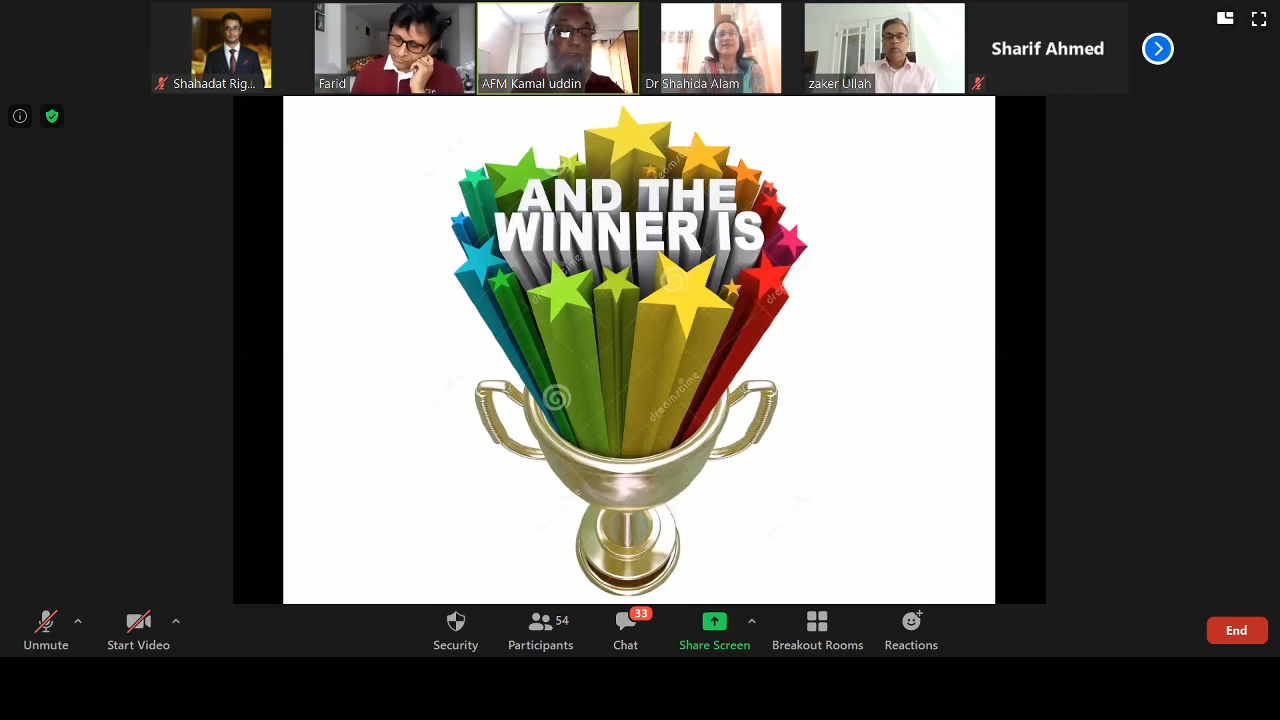 Shahadat Rig...
Farid
AFM Kamal uddin
Dr Shahida Alam
zaker Ullah
Sharif Ahmed
AND THE
WINNER IS
dreamstime
Unmute
Start Video
Security
Participants
54
Chat
33
Share Screen
Breakout Rooms
Reactions
End